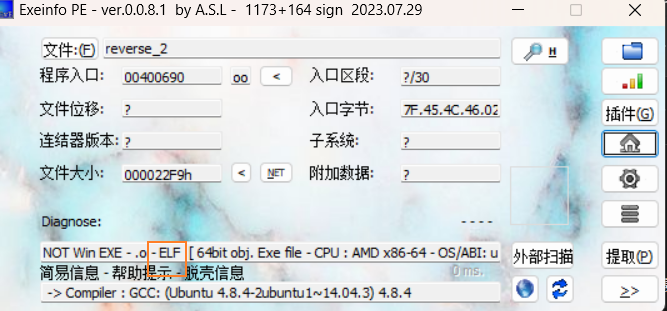 Exeinfo PE - ver.0.0.8.1 by A.S.L - 1173+164 sign 2023.07.29
文件:(F) reverse_2 H
程序入口: 00400690 oo < 入口区段: ?/30
文件位移: ? 入口字节: 7F.45.4C.46.02 插件(G)
连结器版本: ? 子系统: ?
文件大小: 000022F9h < NET 附加数据: ?
Diagnose: ----
NOT Win EXE - .o - ELF [ 64bit obj. Exe file - CPU : AMD x86-64 - OS/ABI: u 外部扫描 提取(P)
简易信息 - 帮助提示 - 脱壳信息 0 ms.
-> Compiler : GCC: (Ubuntu 4.8.4-2ubuntu1~14.04.3) 4.8.4 >>